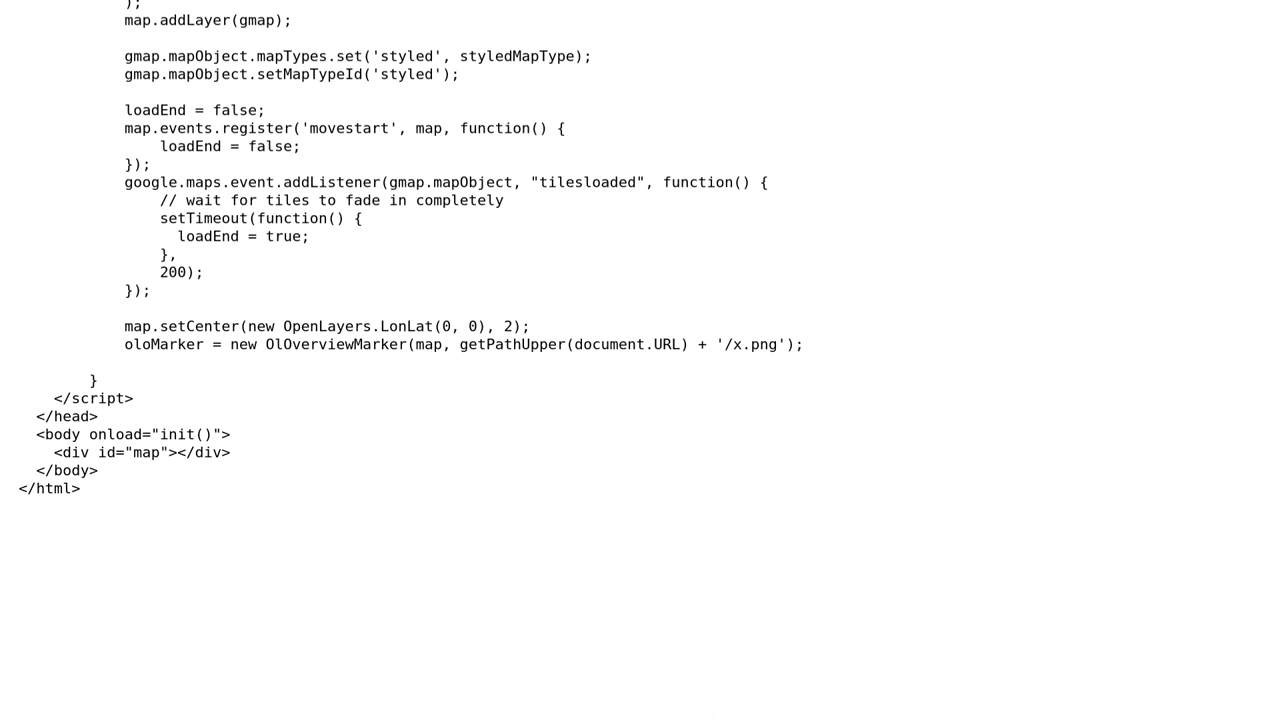 );
map.addLayer(gmap);
gmap.mapObject.mapTypes.set('styled', styledMapType);
gmap.mapObject.setMapTypeId('styled');
loadEnd = false;
map.events.register('movestart', map, function() {
loadEnd = false;
});
google.maps.event.addListener(gmap.mapObject, "tilesloaded", function() {
// wait for tiles to fade in completely
setTimeout(function() {
loadEnd = true;
},
200);
});
map.setCenter(new OpenLayers.LonLat(0, 0), 2);
oloMarker = new OlOverviewMarker(map, getPathUpper(document.URL) + '/x.png');
}
</script>
</head>
<body onload="init()">
<div id="map"></div>
</body>
</html>